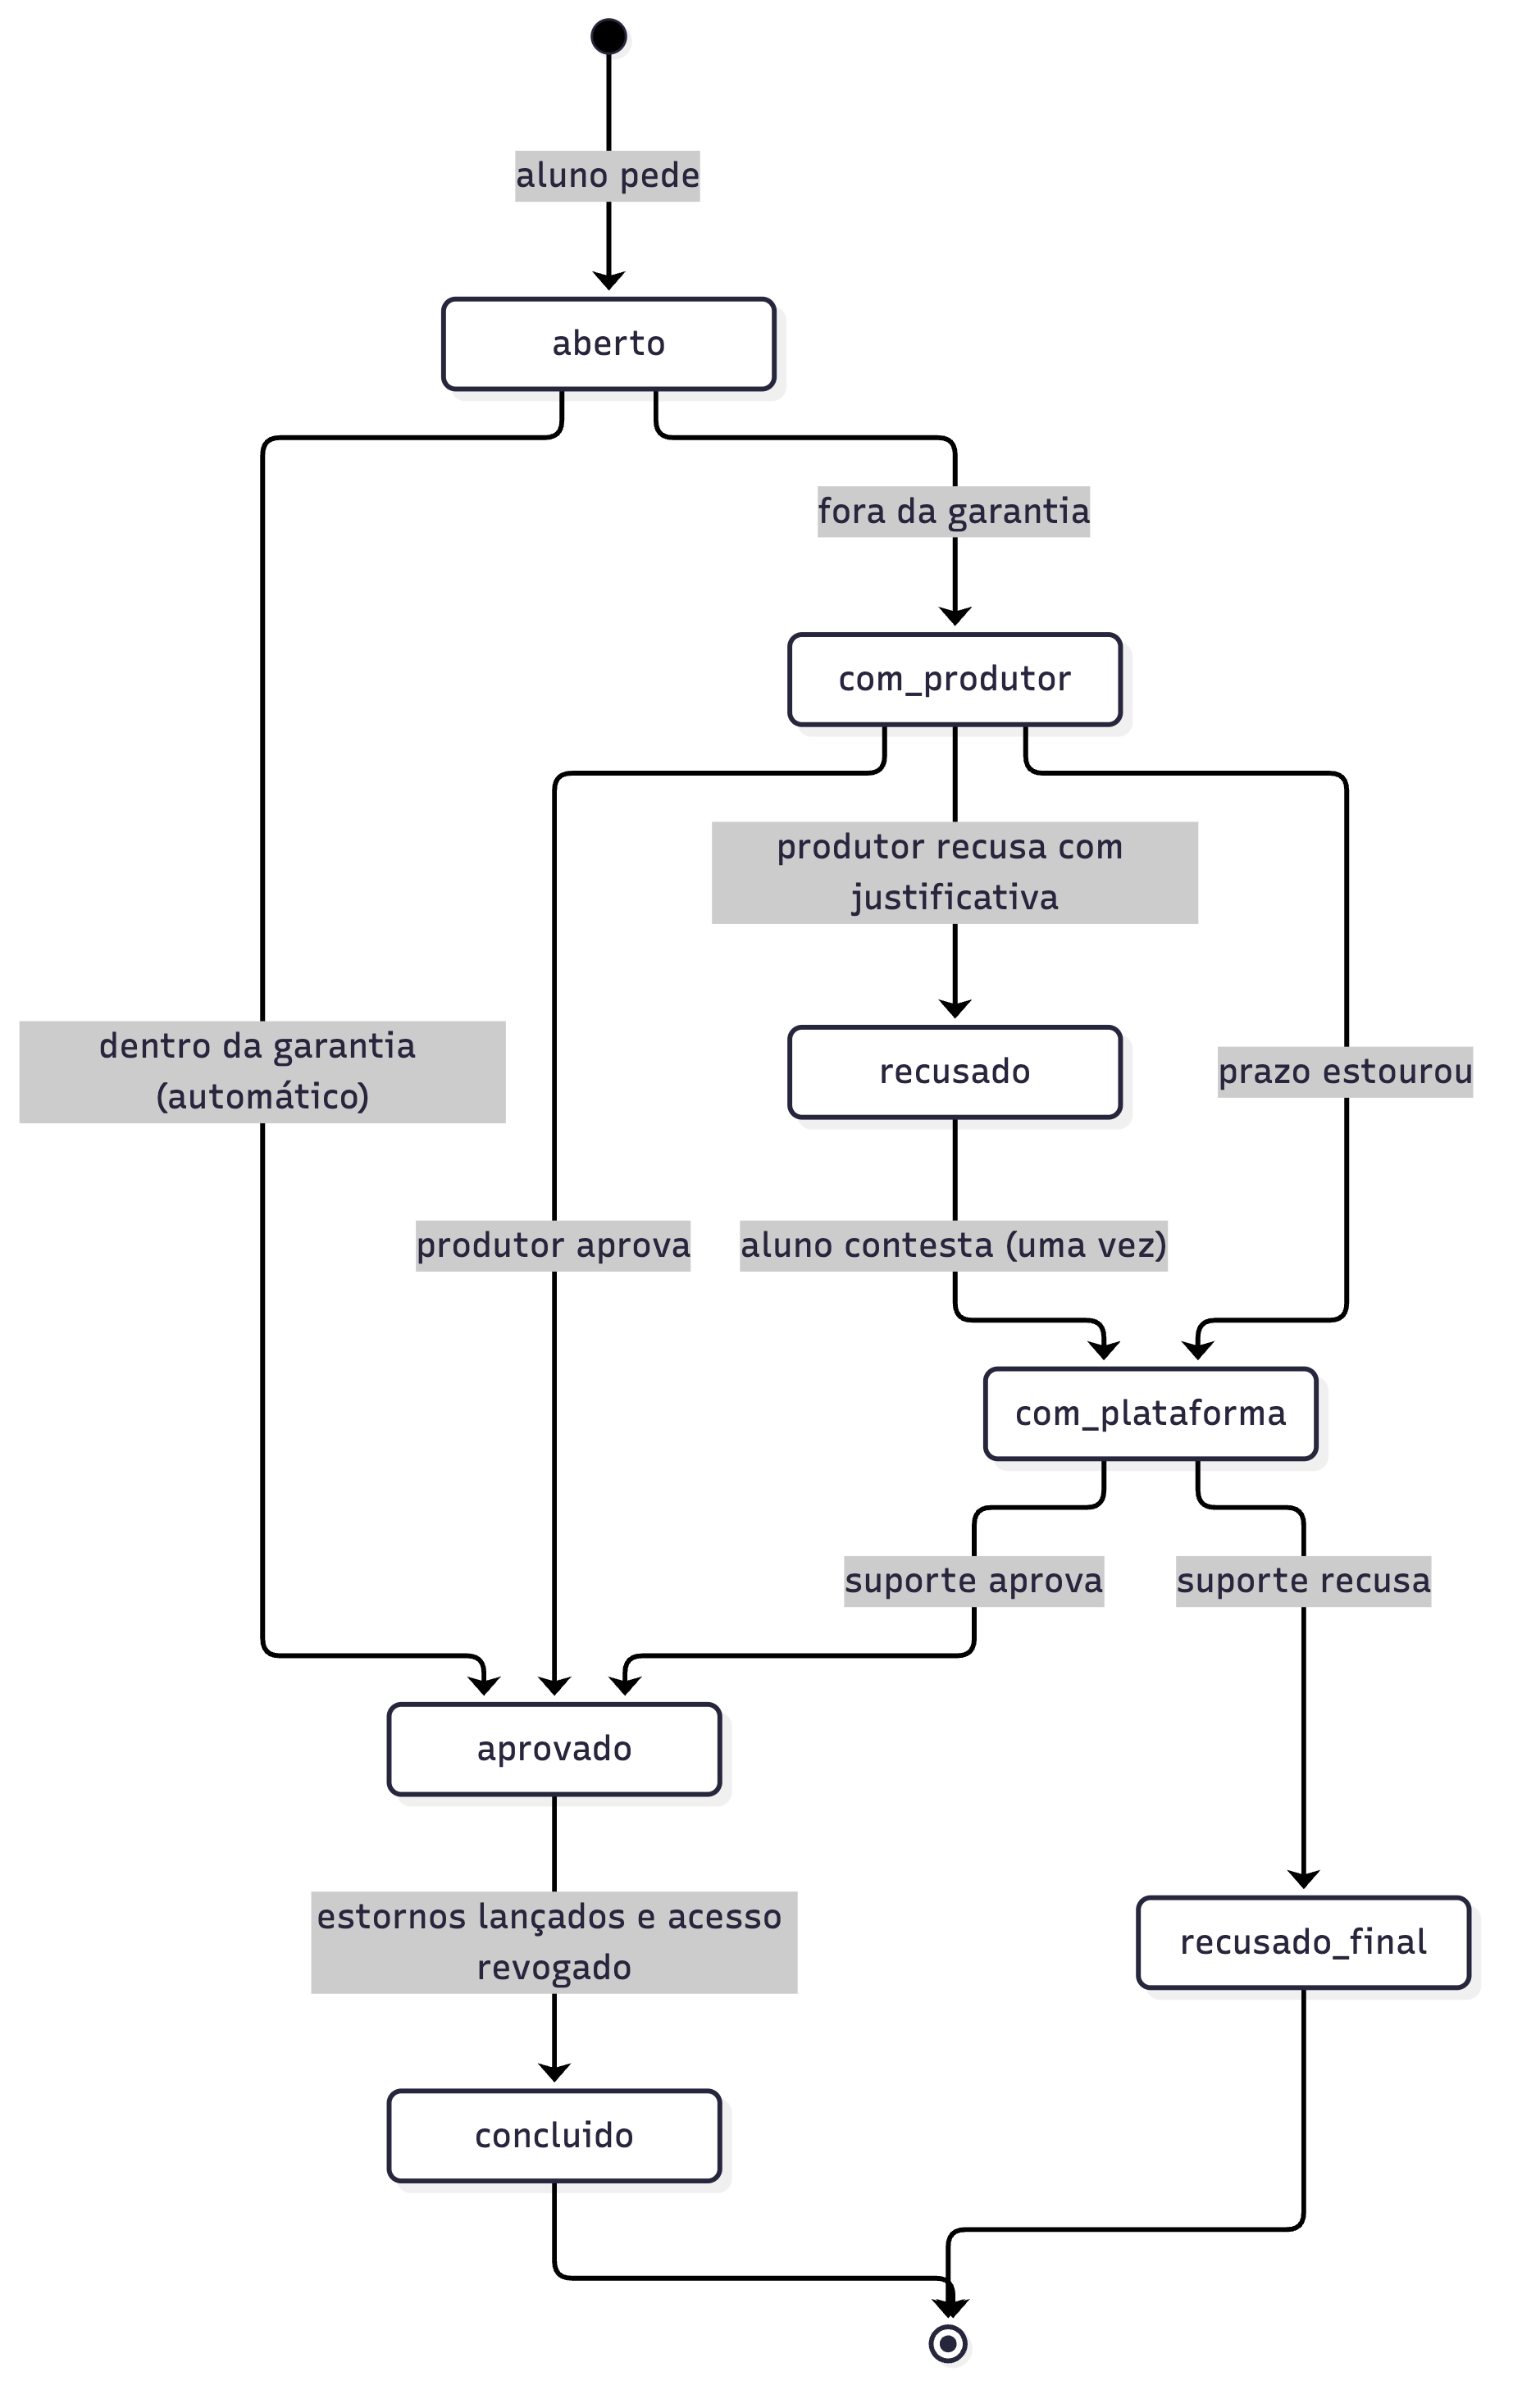 aluno pede
aberto
fora da garantia
com_produtor
produtor recusa com
justificativa
dentro da garantia
(automático)
recusado
prazo estourou
produtor aprova
aluno contesta (uma vez)
com_plataforma
suporte aprova
suporte recusa
aprovado
estornos lançados e acesso
revogado
recusado_final
concluido